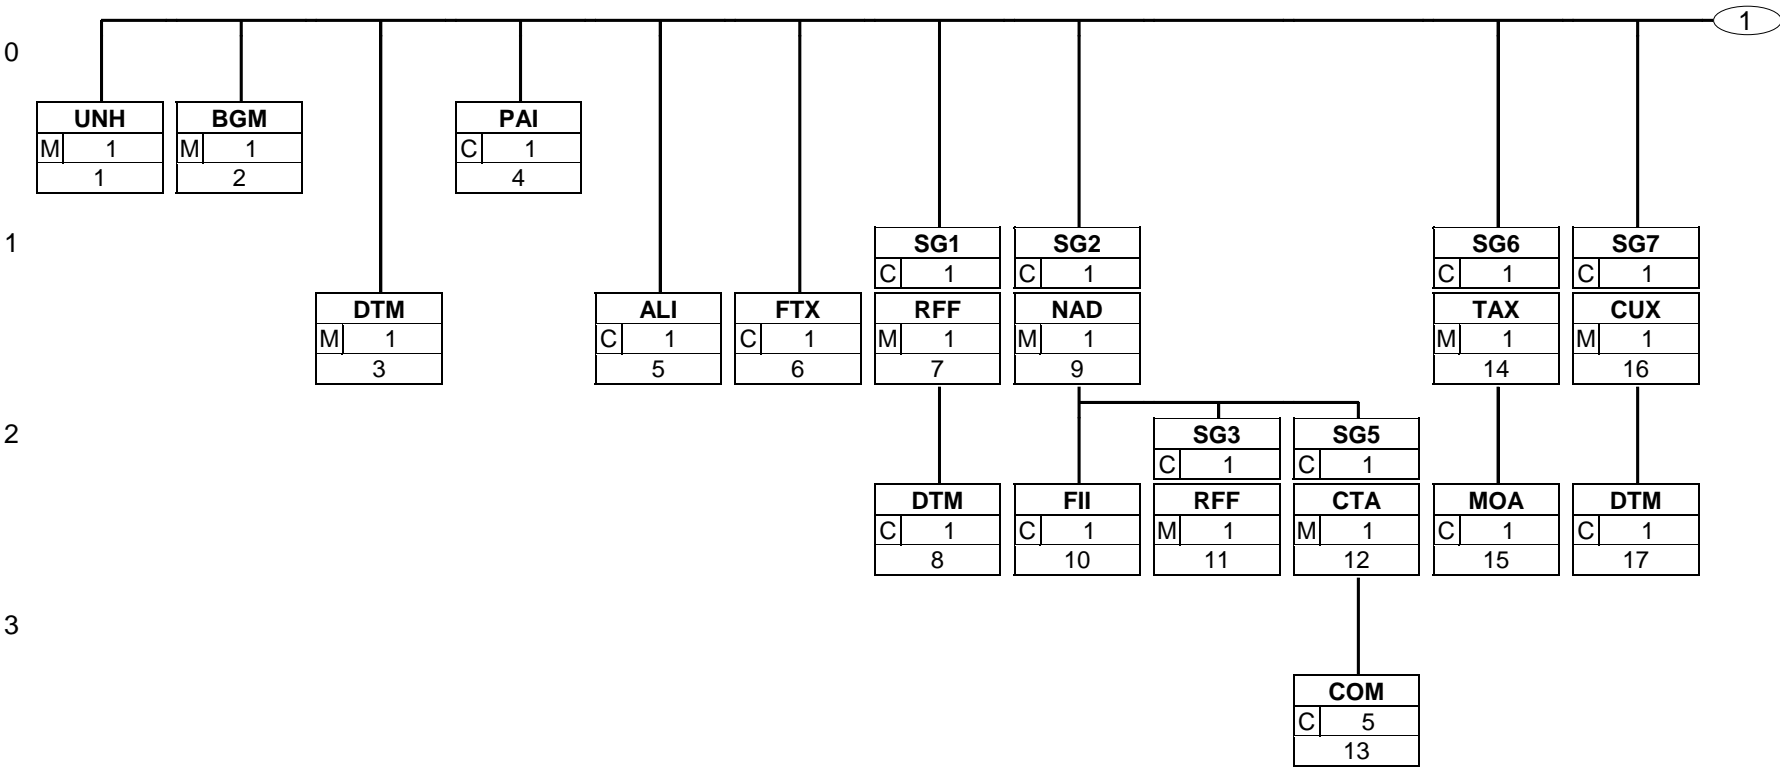 1
0
UNH BGM PAI
M 1 M 1 C 1
1 2 4
1
SG1 SG2 SG6 SG7
C 1 C 1 C 1 C 1
DTM ALI FTX RFF NAD TAX CUX
M 1 C 1 C 1 M 1 M 1 M 1 M 1
3 5 6 7 9 14 16
2
SG3 SG5
C 1 C 1
DTM FII RFF CTA MOA DTM
C 1 C 1 M 1 M 1 C 1 C 1
8 10 11 12 15 17
3
COM
C 5
13